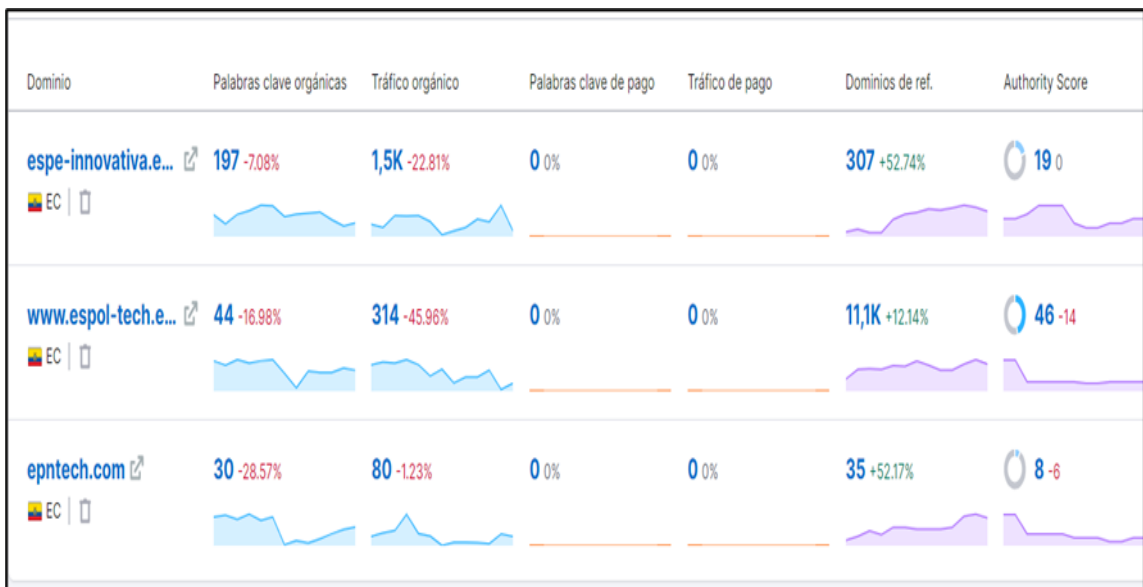 Dominio Palabras clave orgánicas Tráfico orgánico Palabras clave de pago Tráfico de pago Dominios de ref. Authority Score
espe-innovativa.e... 197 -7.08% 1,5K -22.81% 0 0% 0 0% 307 +52.74% 19 0
EC
www.espol-tech.e... 44 -16.98% 314 -45.96% 0 0% 0 0% 11,1K +12.14% 46 -14
EC
epntech.com 30 -28.57% 80 -1.23% 0 0% 0 0% 35 +52.17% 8 -6
EC